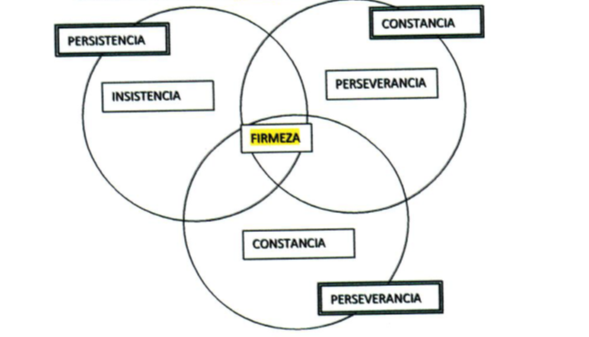 CONSTANCIA
PERSISTENCIA
PERSEVERANCIA
INSISTENCIA
FIRMEZA
CONSTANCIA
PERSEVERANCIA